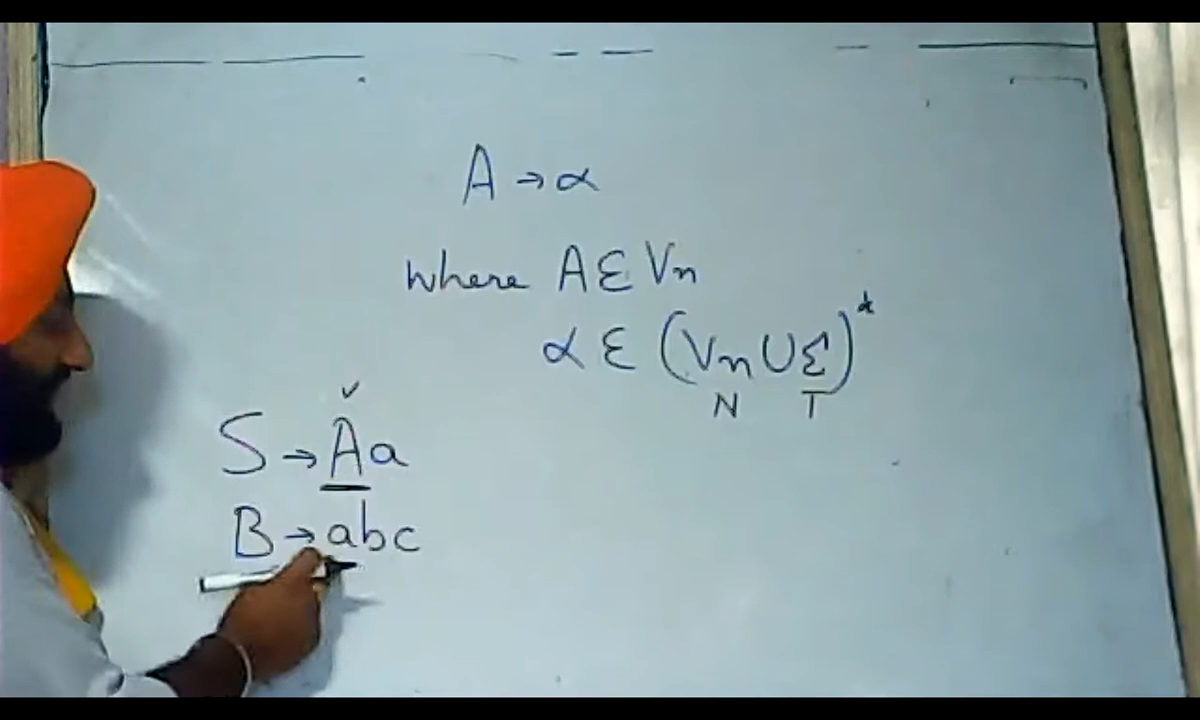 A → α
where A ∈ Vn
α ∈ (Vn ∪ Σ)*
N T
S → Aa
B → abc